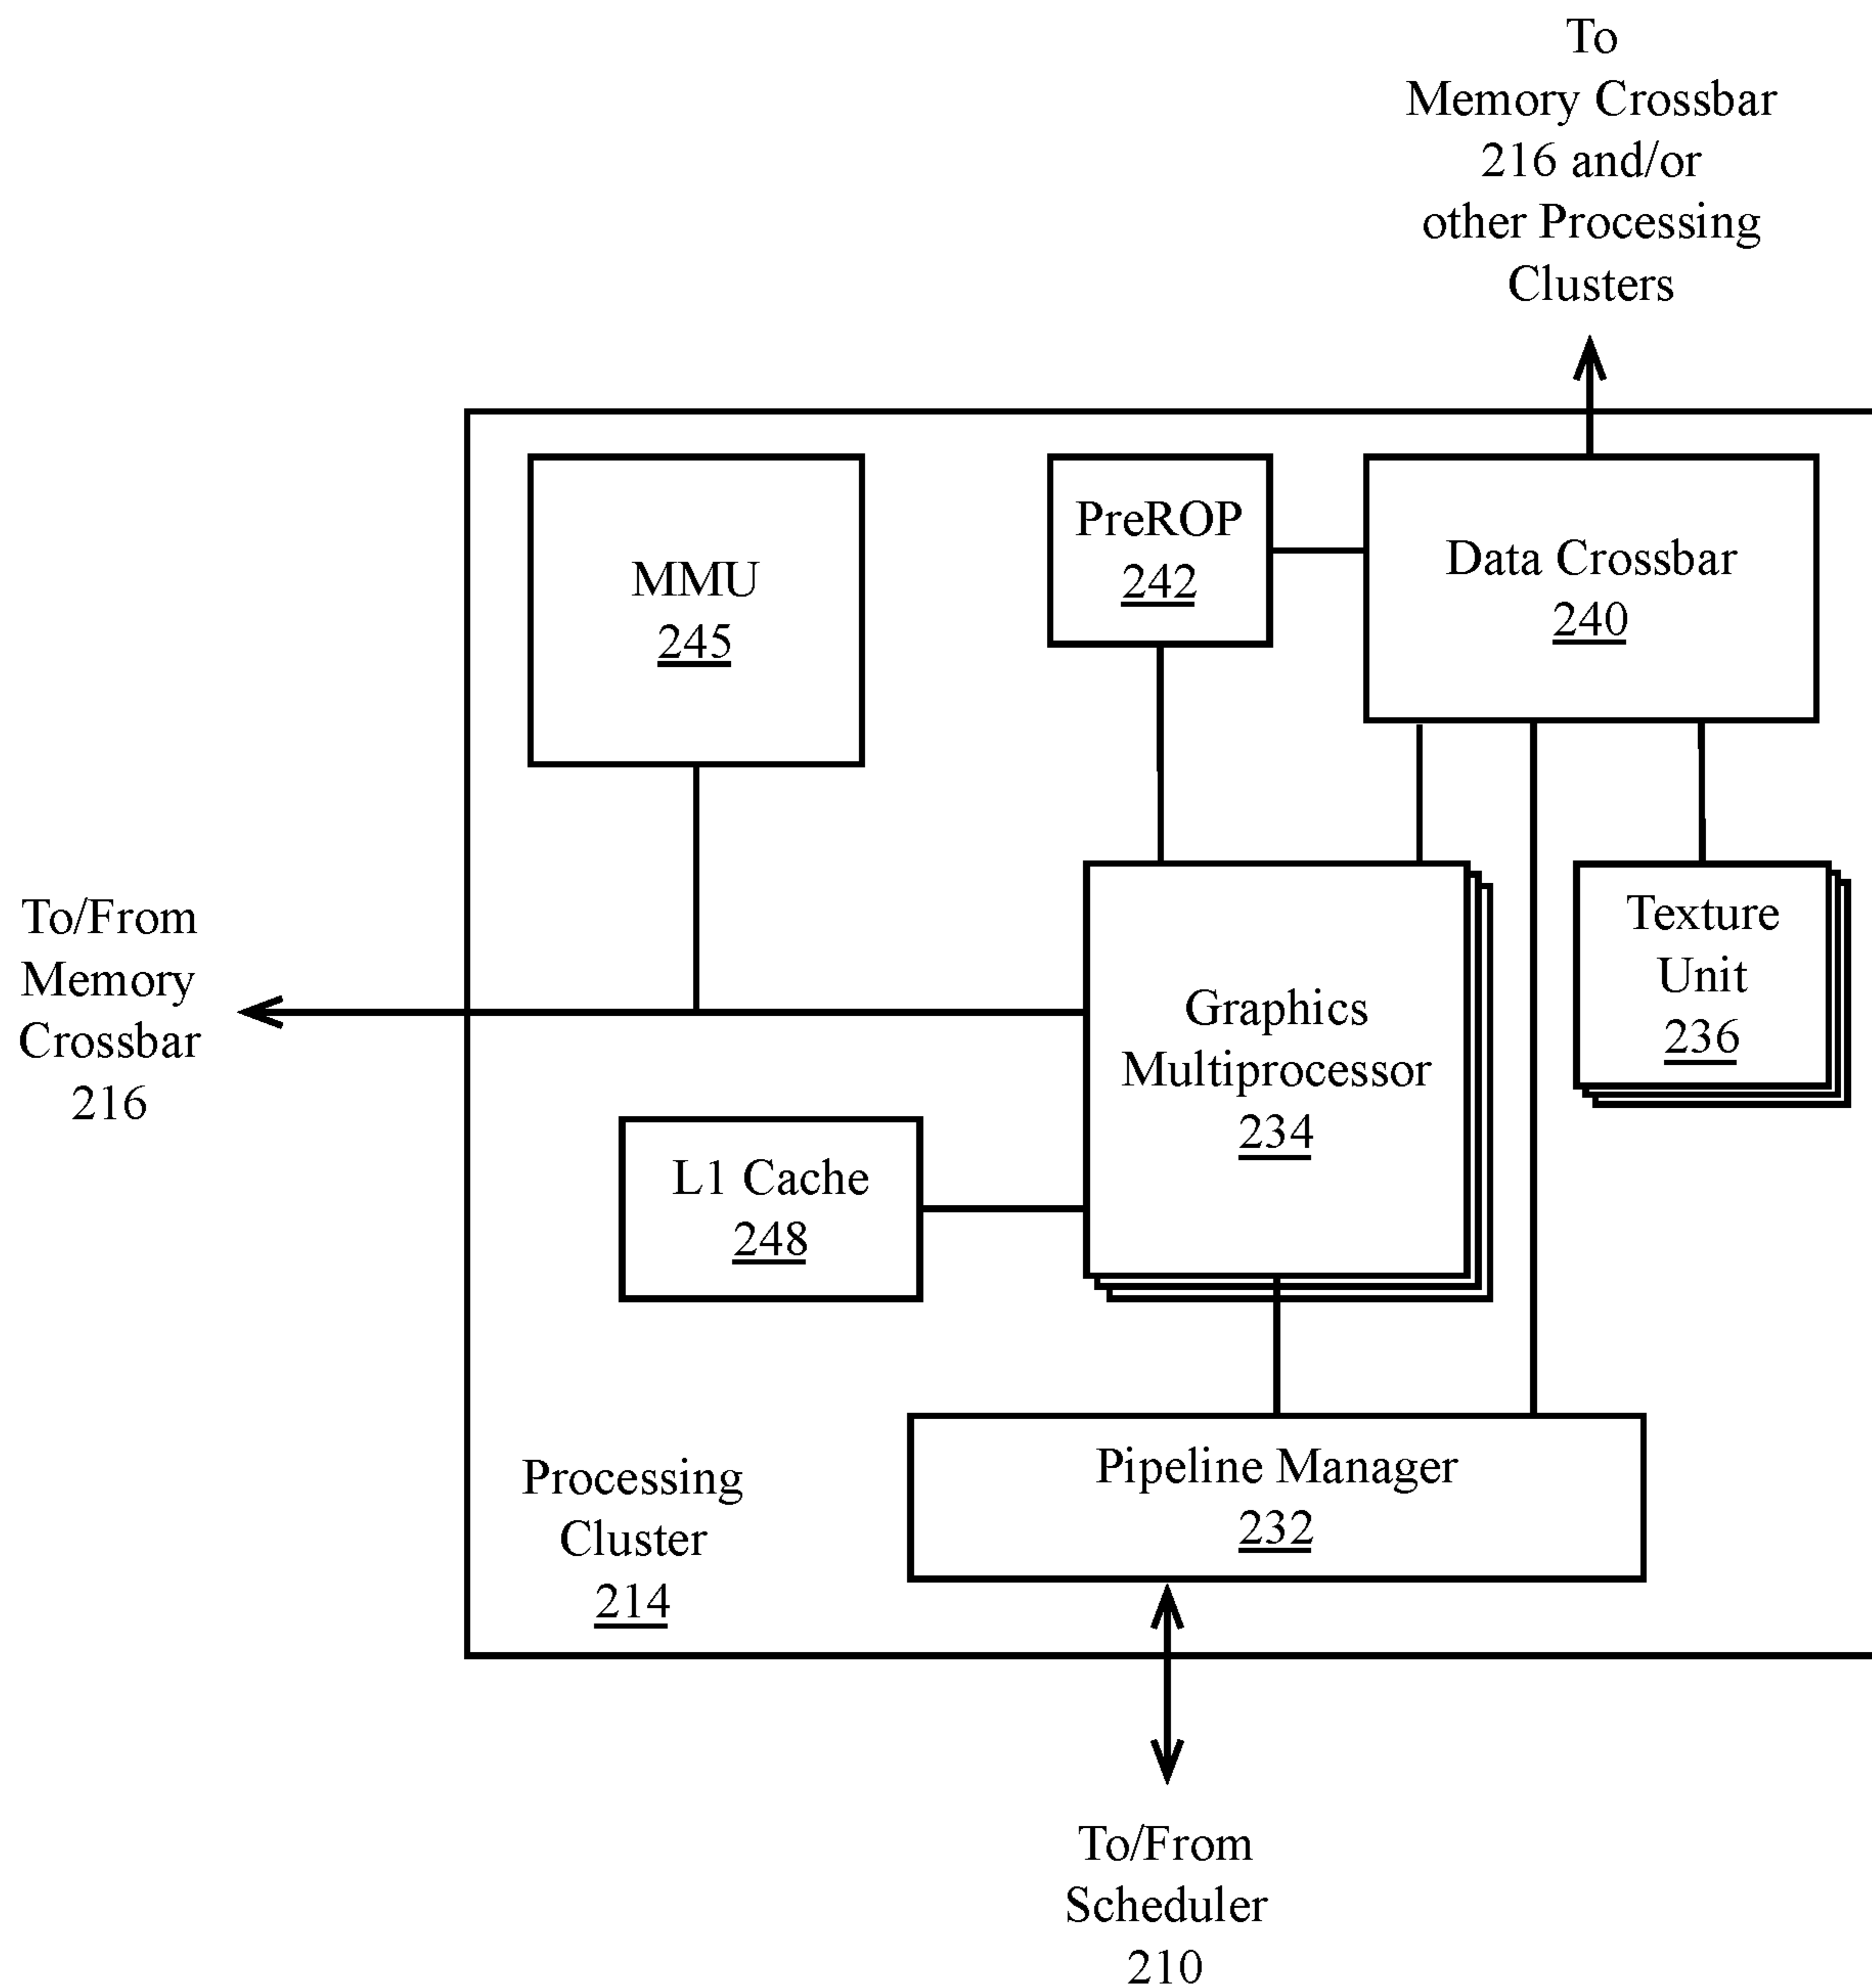 To
Memory Crossbar
216 and/or
other Processing
Clusters
MMU
245
PreROP
242
Data Crossbar
240
To/From
Memory
Crossbar
216
Graphics
Multiprocessor
234
Texture
Unit
236
L1 Cache
248
Pipeline Manager
232
Processing
Cluster
214
To/From
Scheduler
210